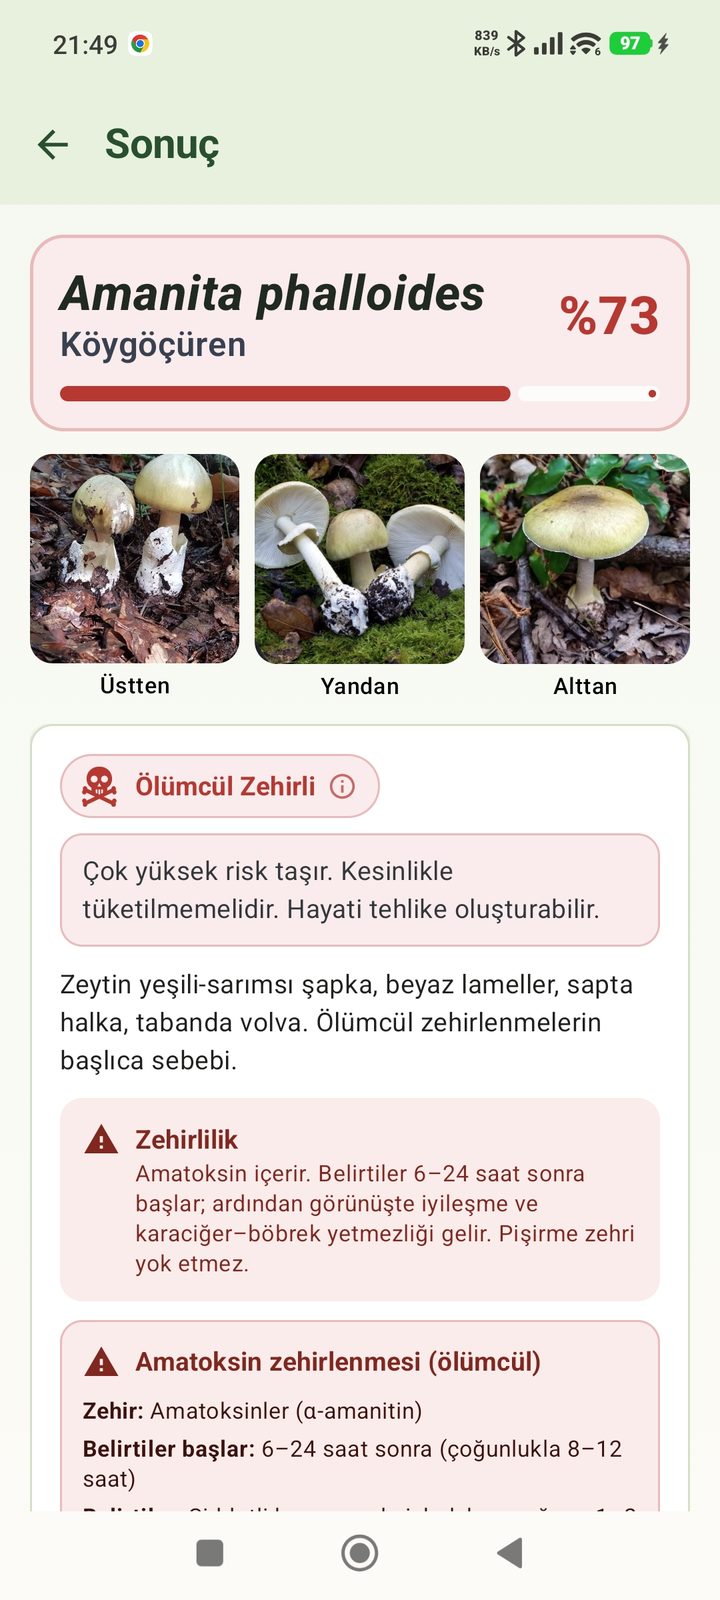 21:49
839
KB/s
6
97
Sonuç
Amanita phalloides
%73
Köygöçüren
Üstten
Yandan
Alttan
Ölümcül Zehirli
Çok yüksek risk taşır. Kesinlikle
tüketilmemelidir. Hayati tehlike oluşturabilir.
Zeytin yeşili-sarımsı şapka, beyaz lameller, sapta
halka, tabanda volva. Ölümcül zehirlenmelerin
başlıca sebebi.
Zehirlilik
Amatoksin içerir. Belirtiler 6–24 saat sonra
başlar; ardından görünüşte iyileşme ve
karaciğer–böbrek yetmezliği gelir. Pişirme zehri
yok etmez.
Amatoksin zehirlenmesi (ölümcül)
Zehir: Amatoksinler (α-amanitin)
Belirtiler başlar: 6–24 saat sonra (çoğunlukla 8–12
saat)